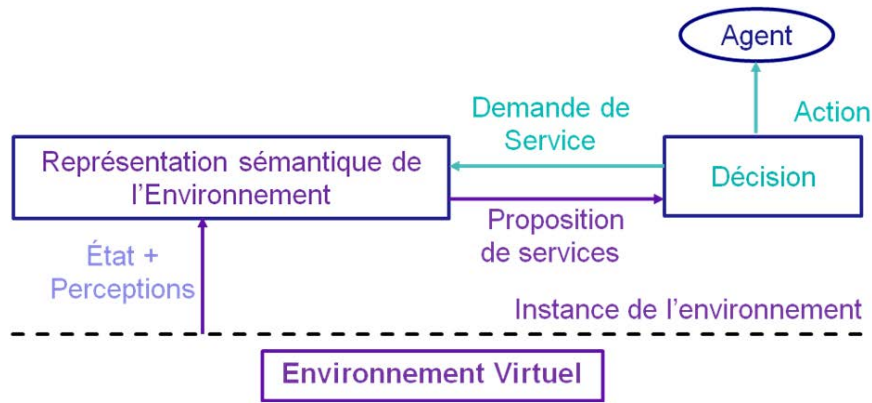 Agent
Demande de
Service
Action
Représentation sémantique de
l'Environnement
Décision
Proposition
de services
État +
Perceptions
Instance de l'environnement
Environnement Virtuel